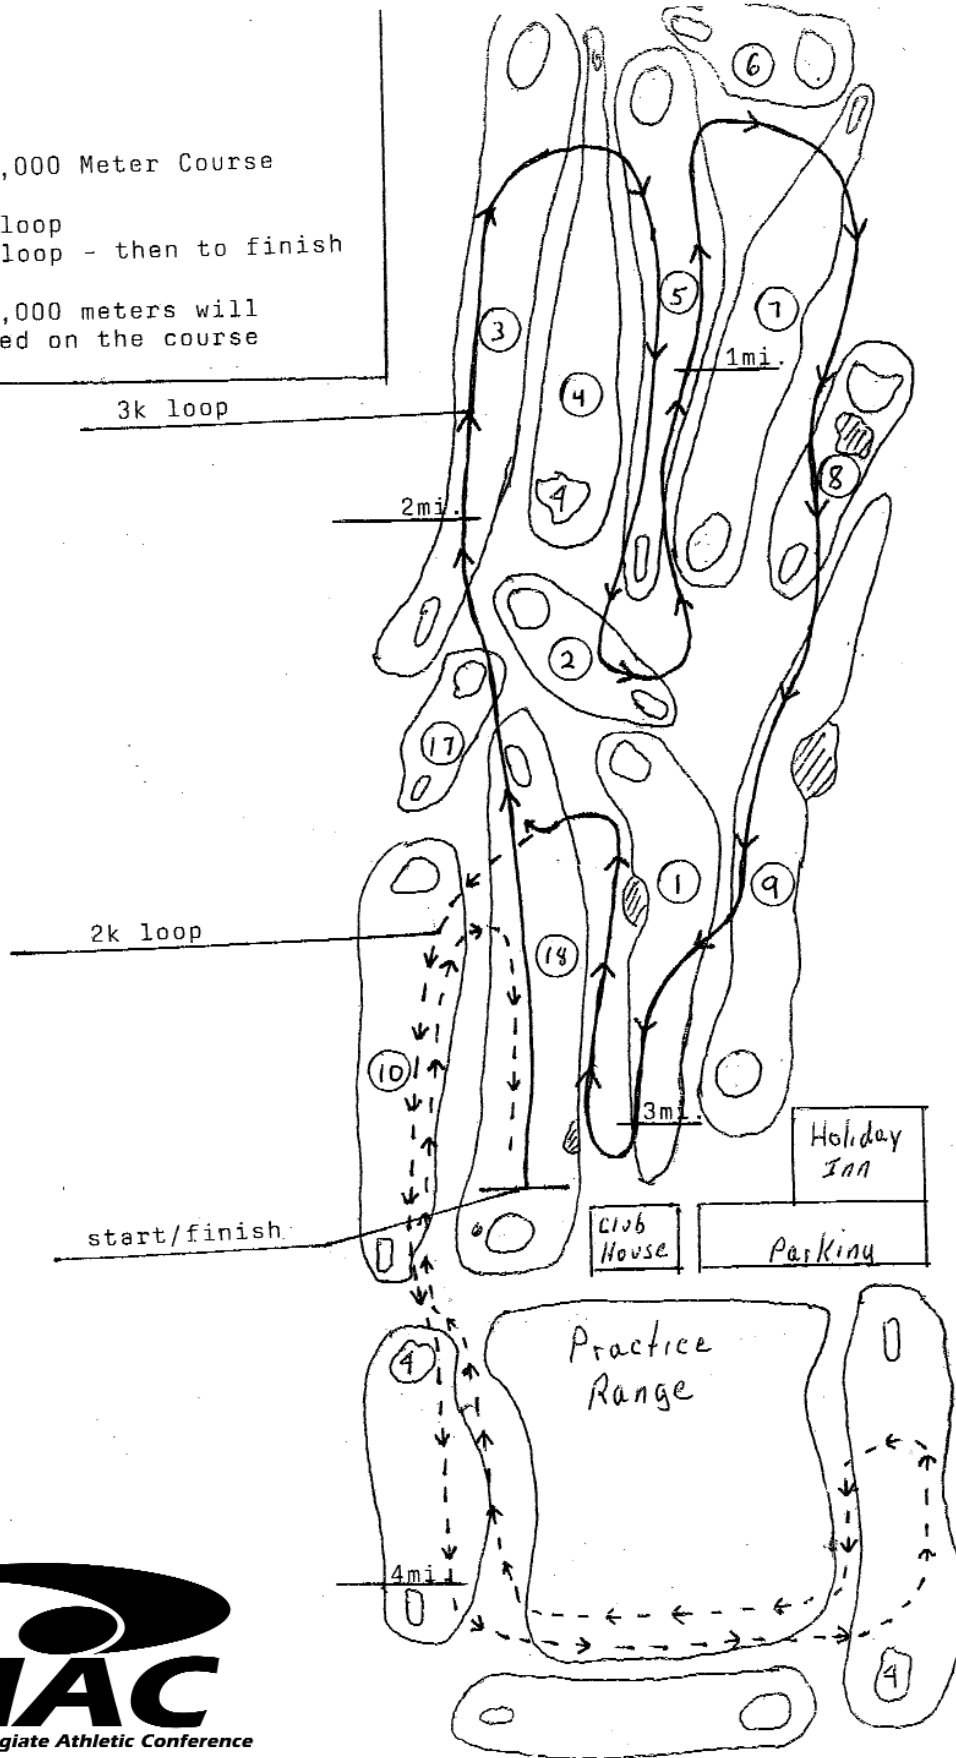 ,000 Meter Course
loop
loop - then to finish
,000 meters will
ed on the course
6
3
5
7
1mi.
3k loop
4
8
2mi.
4
2
17
1
9
2k loop
18
10
3mi.
Holiday
Inn
start/finish
Club
House
Parking
4
Practice
Range
4mi
4
IAC
giate Athletic Conference